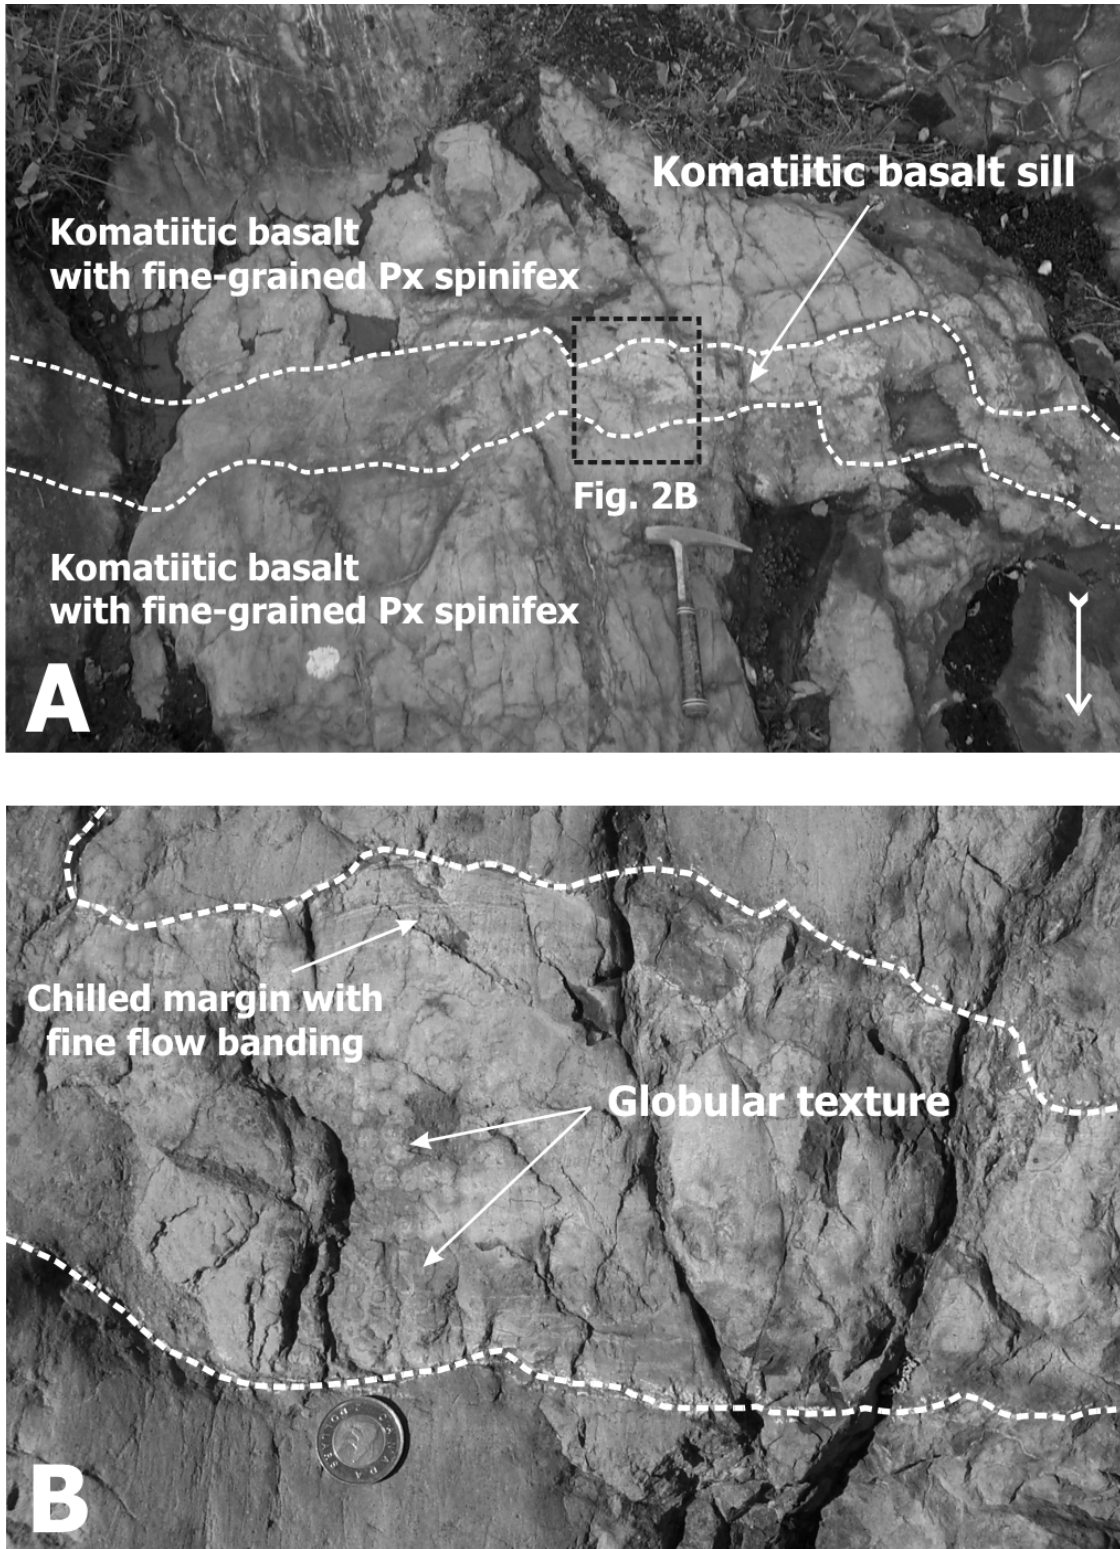 Komatiitic basalt sill
Komatiitic basalt
with fine-grained Px spinifex
Fig. 2B
Komatiitic basalt
with fine-grained Px spinifex
A
Chilled margin with
fine flow banding
Globular texture
B